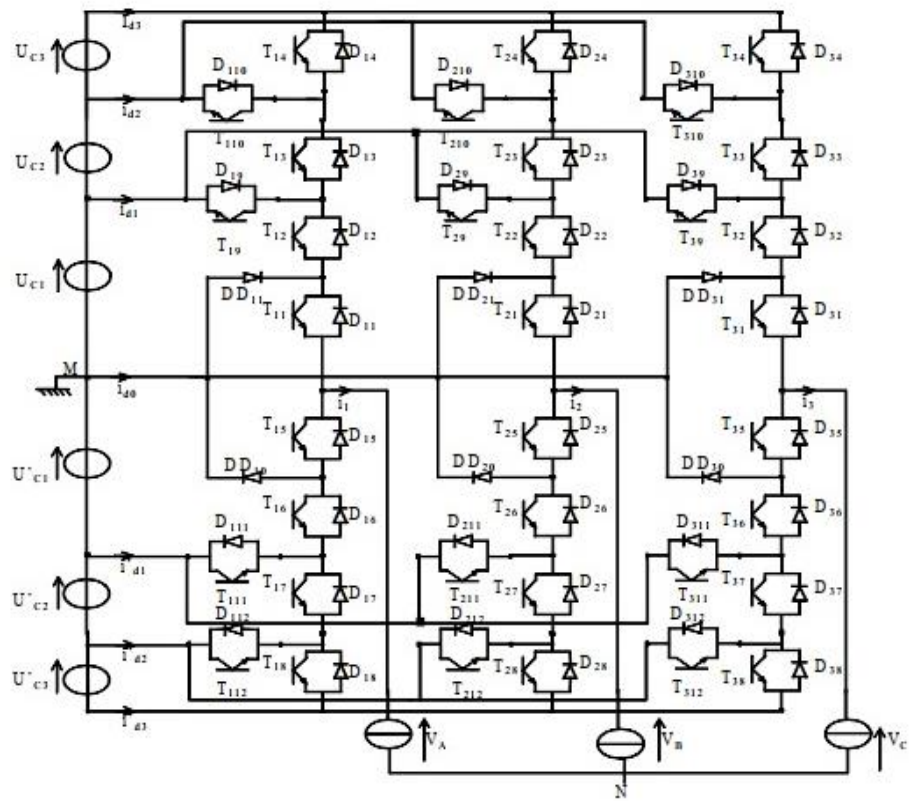 i_d3
U_C3
T_14 D_14
T_24 D_24
T_34 D_34
D_110
D_210
D_310
i_d2
T_110
T_210
T_310
U_C2
T_13 D_13
T_23 D_23
T_33 D_33
D_19
D_29
D_39
i_d1
T_19
T_29
T_39
T_12 D_12
T_22 D_22
T_32 D_32
U_C1
DD_11
DD_21
DD_31
T_11 D_11
T_21 D_21
T_31 D_31
M
i_d0
i_1
i_2
i_3
T_15 D_15
T_25 D_25
T_35 D_35
U'_C1
DD_10
DD_20
DD_30
T_16 D_16
T_26 D_26
T_36 D_36
D_111
D_211
D_311
i'_d1
T_111
T_211
T_311
T_17 D_17
T_27 D_27
T_37 D_37
U'_C2
D_112
D_212
D_312
i'_d2
T_112
T_212
T_312
T_18 D_18
T_28 D_28
T_38 D_38
U'_C3
i'_d3
V_A
V_B
V_C
N